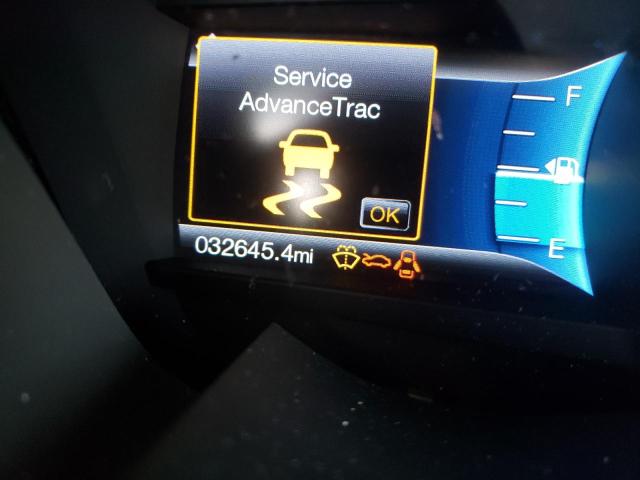 Service
AdvanceTrac
OK
032645.4mi
F
E